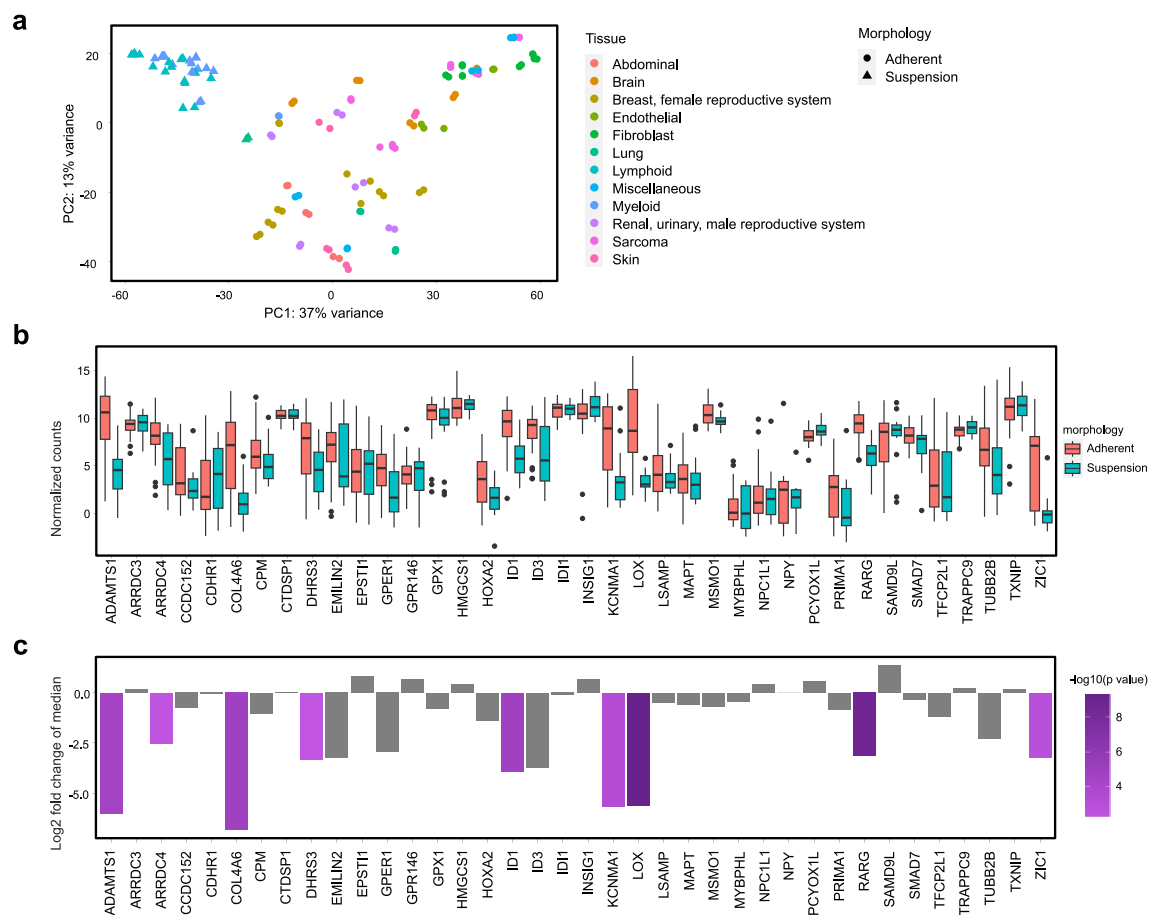 a
20
0
-20
-40
PC2: 13% variance
-60
-30
0
30
60
PC1: 37% variance
Tissue
Abdominal
Brain
Breast, female reproductive system
Endothelial
Fibroblast
Lung
Lymphoid
Miscellaneous
Myeloid
Renal, urinary, male reproductive system
Sarcoma
Skin
Morphology
Adherent
Suspension
b
15
10
5
0
Normalized counts
morphology
Adherent
Suspension
ADAMTS1
ARRDC3
ARRDC4
CCDC152
CDHR1
COL4A6
CPM
CTDSP1
DHRS3
EMILIN2
EPSTI1
GPER1
GPR146
GPX1
HMGCS1
HOXA2
ID1
ID3
IDI1
INSIG1
KCNMA1
LOX
LSAMP
MAPT
MSMO1
MYBPHL
NPC1L1
NPY
PCYOX1L
PRIMA1
RARG
SAMD9L
SMAD7
TFCP2L1
TRAPPC9
TUBB2B
TXNIP
ZIC1
c
0.0
-2.5
-5.0
Log2 fold change of median
-log10(p value)
8
6
4
ADAMTS1
ARRDC3
ARRDC4
CCDC152
CDHR1
COL4A6
CPM
CTDSP1
DHRS3
EMILIN2
EPSTI1
GPER1
GPR146
GPX1
HMGCS1
HOXA2
ID1
ID3
IDI1
INSIG1
KCNMA1
LOX
LSAMP
MAPT
MSMO1
MYBPHL
NPC1L1
NPY
PCYOX1L
PRIMA1
RARG
SAMD9L
SMAD7
TFCP2L1
TRAPPC9
TUBB2B
TXNIP
ZIC1